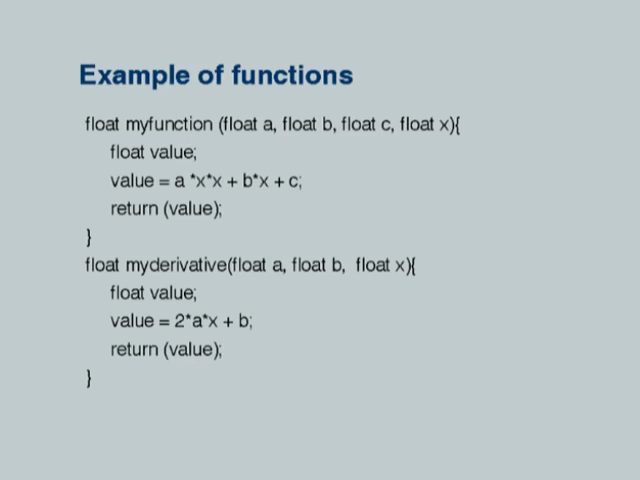 Example of functions
float myfunction (float a, float b, float c, float x){
float value;
value = a *x*x + b*x + c;
return (value);
}
float myderivative(float a, float b,  float x){
float value;
value = 2*a*x + b;
return (value);
}